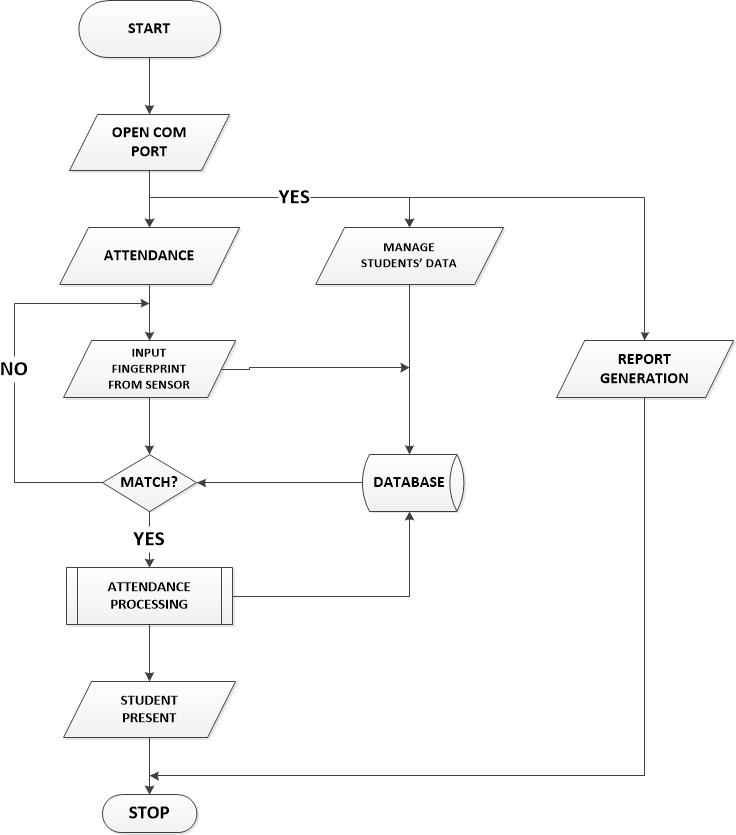 START
OPEN COM
PORT
YES
ATTENDANCE
MANAGE
STUDENTS' DATA
INPUT
FINGERPRINT
FROM SENSOR
REPORT
GENERATION
NO
MATCH?
DATABASE
YES
ATTENDANCE
PROCESSING
STUDENT
PRESENT
STOP